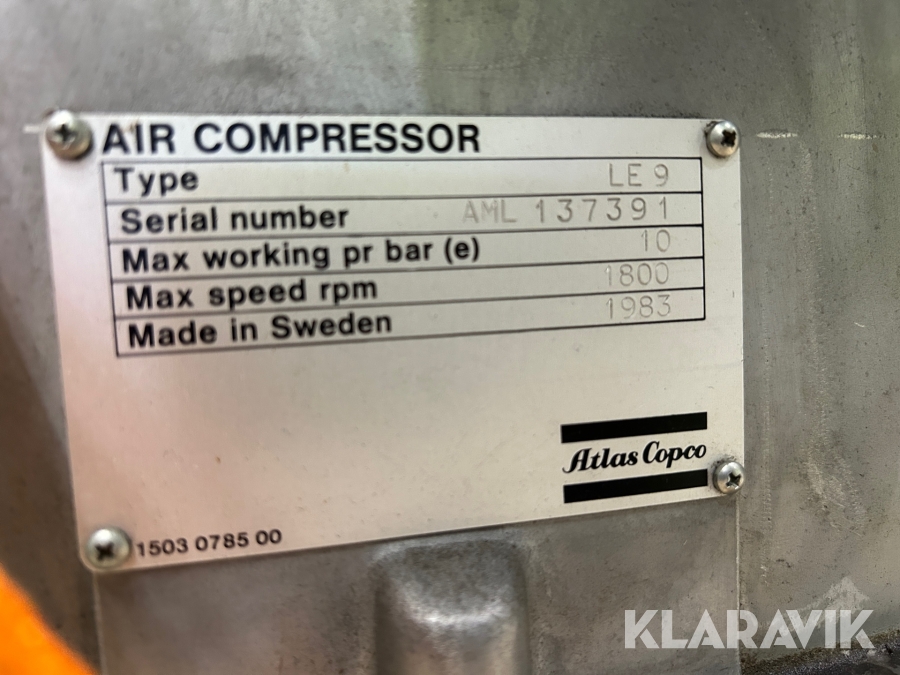 AIR COMPRESSOR
Type LE 9
Serial number AML 137391
Max working pr bar (e) 10
Max speed rpm 1800
Made in Sweden 1983
Atlas Copco
1503 0785 00
KLARAVIK